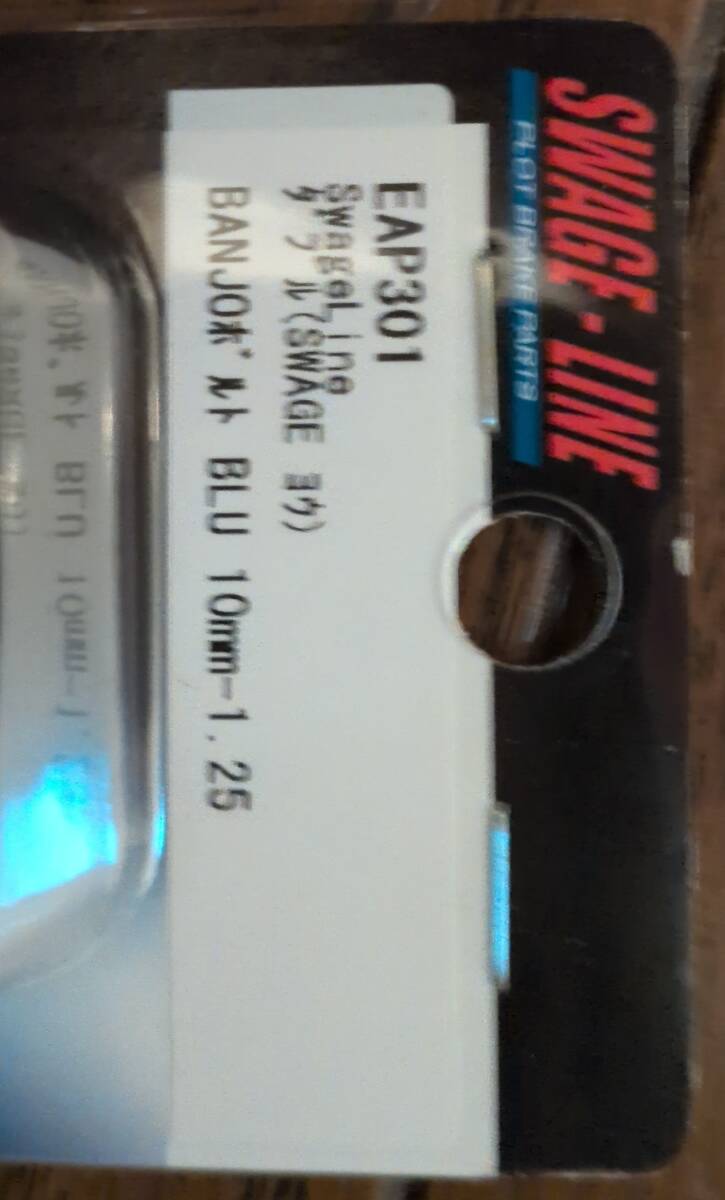 SWAGE-LINE
PLOT BRAKE PARTS
EAP301
SwageLine
ダブル(SWAGE ヨウ)
BANJOボルト BLU 10mm-1.25